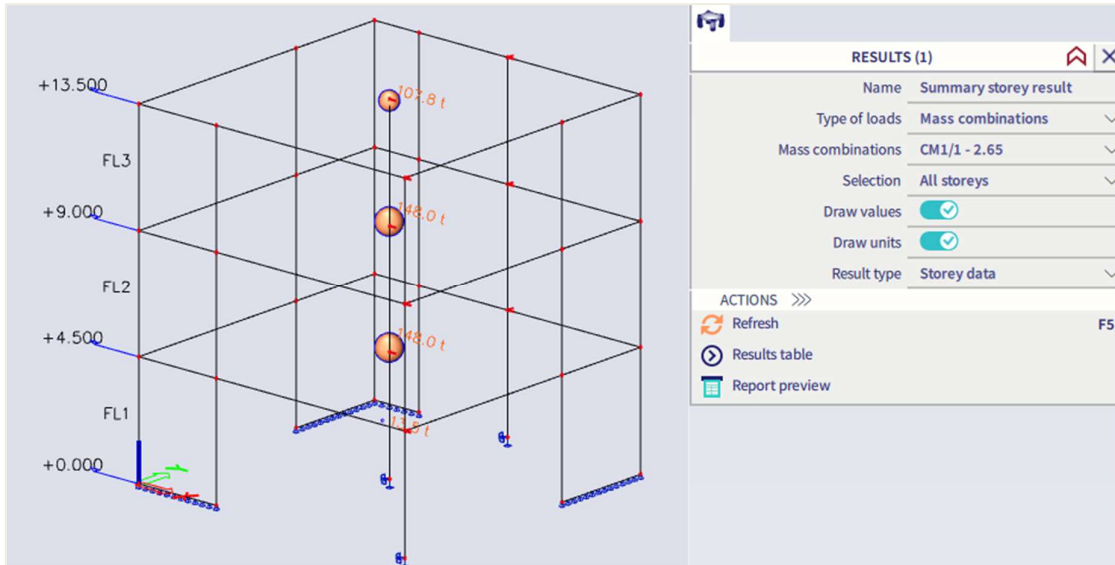 +13.500
FL3
+9.000
FL2
+4.500
FL1
+0.000
107.8 t
148.0 t
148.0 t
13.5 t
Y
X
RESULTS (1)
Name Summary storey result
Type of loads Mass combinations
Mass combinations CM1/1 - 2.65
Selection All storeys
Draw values
Draw units
Result type Storey data
ACTIONS >>>
Refresh F5
Results table
Report preview